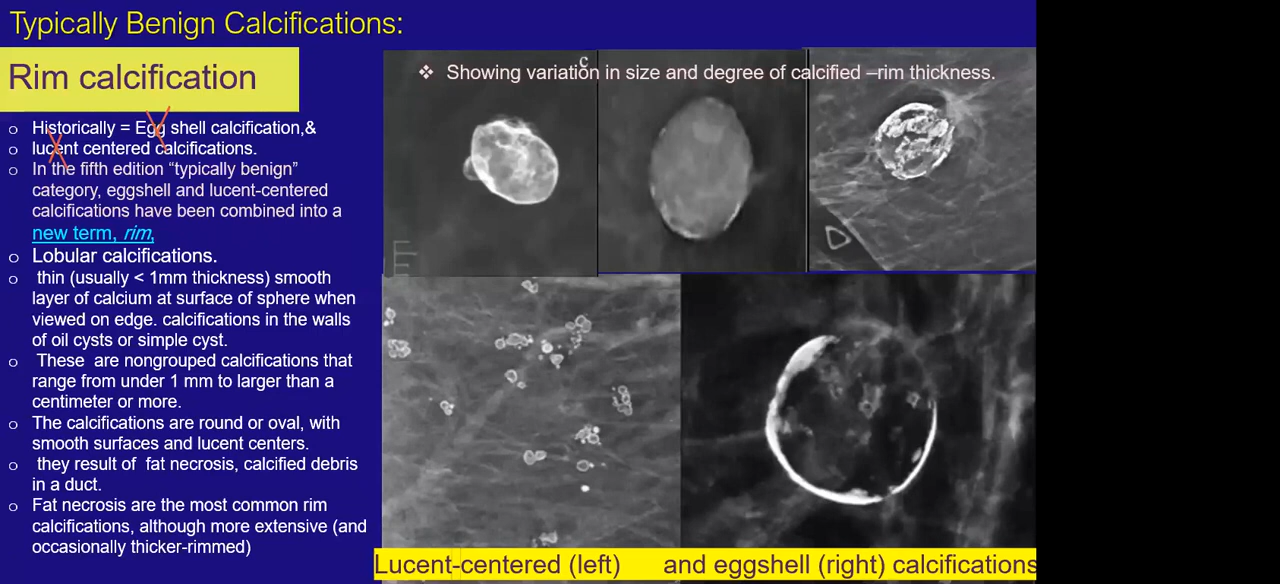 Typically Benign Calcifications:
Rim calcification
o Historically = Egg shell calcification,&
o lucent centered calcifications.
o In the fifth edition “typically benign”
category, eggshell and lucent-centered
calcifications have been combined into a
new term, rim,
o Lobular calcifications.
o thin (usually < 1mm thickness) smooth
layer of calcium at surface of sphere when
viewed on edge. calcifications in the walls
of oil cysts or simple cyst.
o These are nongrouped calcifications that
range from under 1 mm to larger than a
centimeter or more.
o The calcifications are round or oval, with
smooth surfaces and lucent centers.
o they result of fat necrosis, calcified debris
in a duct.
o Fat necrosis are the most common rim
calcifications, although more extensive (and
occasionally thicker-rimmed)
c
❖ Showing variation in size and degree of calcified –rim thickness.
E
D
Lucent-centered (left) and eggshell (right) calcifications